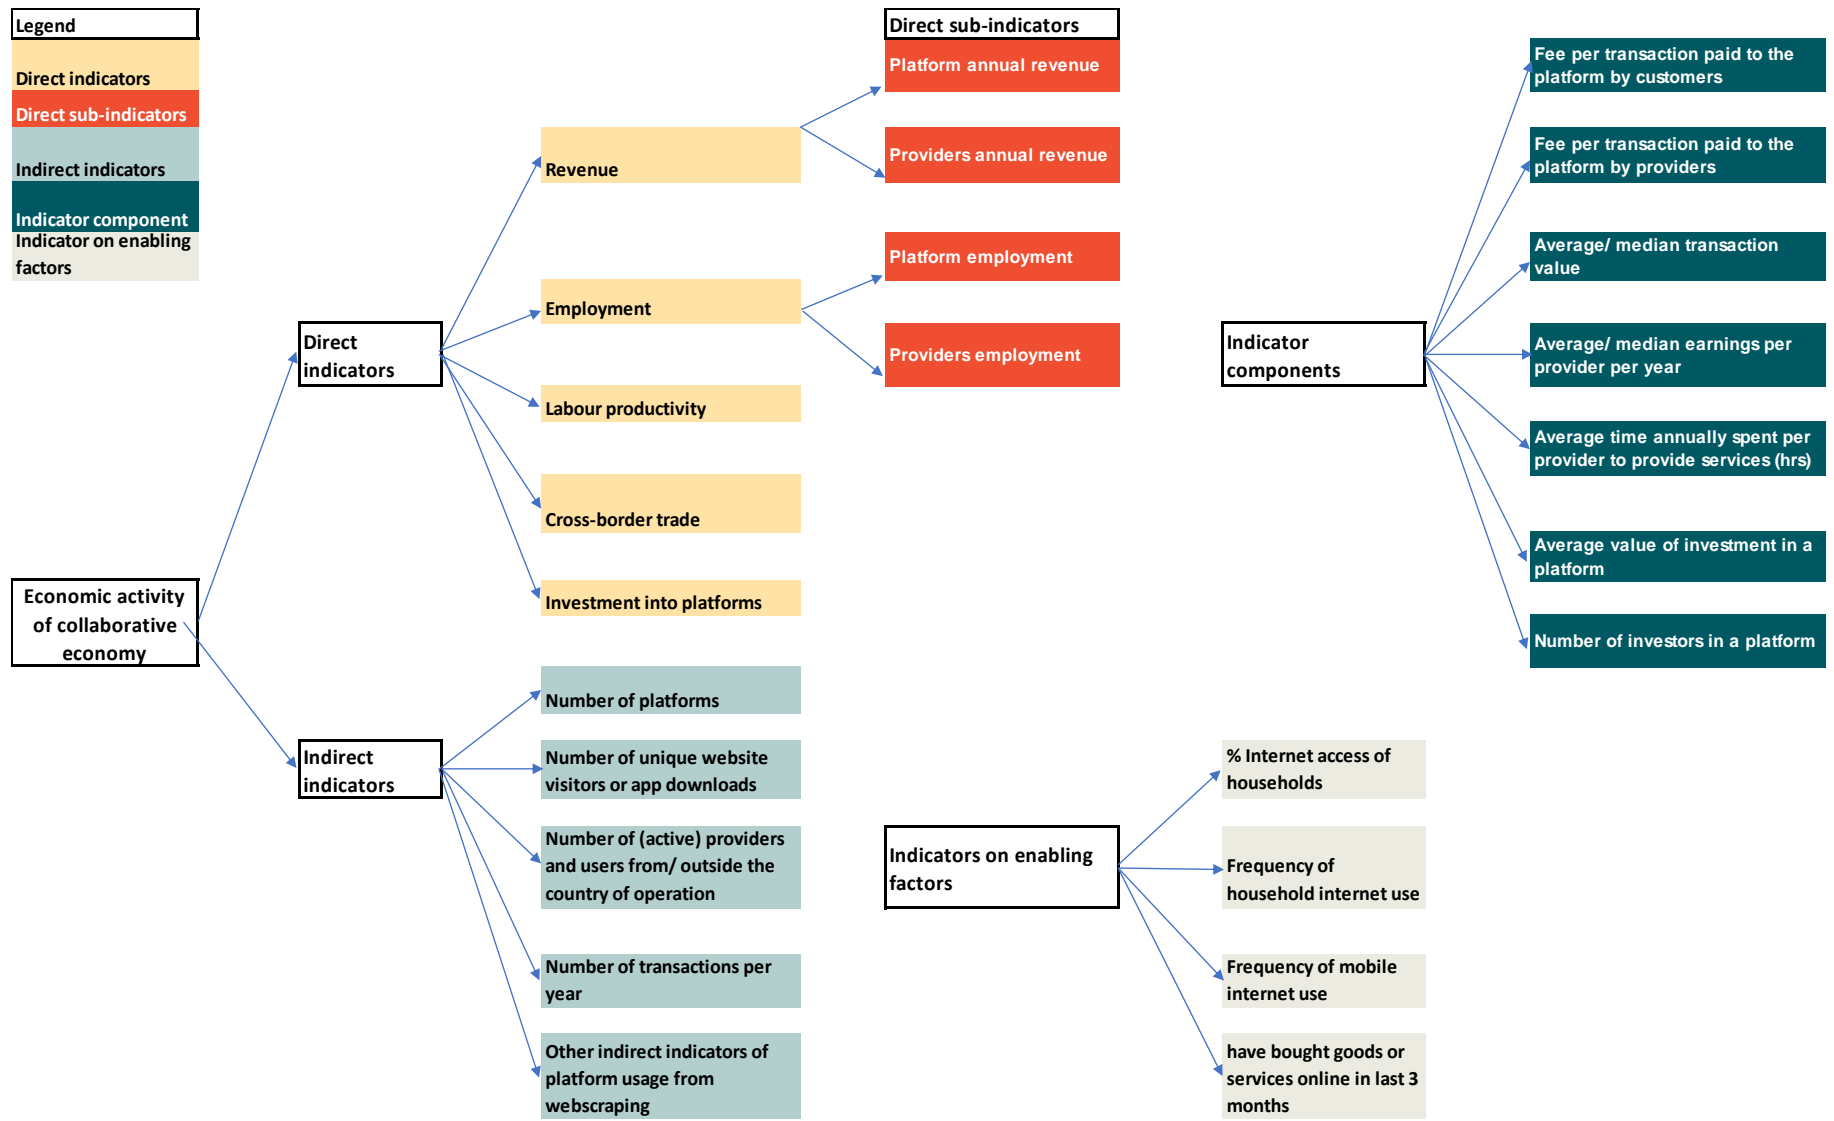 Legend
Direct indicators
Direct sub-indicators
Indirect indicators
Indicator component
Indicator on enabling
factors
Economic activity
of collaborative
economy
Direct
indicators
Indirect
indicators
Revenue
Employment
Labour productivity
Cross-border trade
Investment into platforms
Number of platforms
Number of unique website
visitors or app downloads
Number of (active) providers
and users from/ outside the
country of operation
Number of transactions per
year
Other indirect indicators of
platform usage from
webscraping
Direct sub-indicators
Platform annual revenue
Providers annual revenue
Platform employment
Providers employment
Indicator
components
Fee per transaction paid to the
platform by customers
Fee per transaction paid to the
platform by providers
Average/ median transaction
value
Average/ median earnings per
provider per year
Average time annually spent per
provider to provide services (hrs)
Average value of investment in a
platform
Number of investors in a platform
Indicators on enabling
factors
% Internet access of
households
Frequency of
household internet use
Frequency of mobile
internet use
have bought goods or
services online in last 3
months